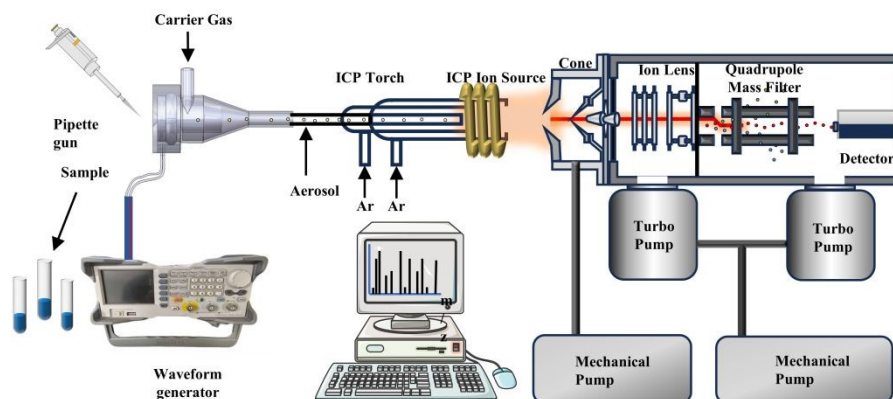 Carrier Gas
Pipette
gun
Sample
Aerosol
ICP Torch
Ar
Ar
ICP Ion Source
Cone
Ion Lens
Quadrupole
Mass Filter
Detector
Turbo
Pump
Turbo
Pump
Mechanical
Pump
Mechanical
Pump
Waveform
generator
m
z